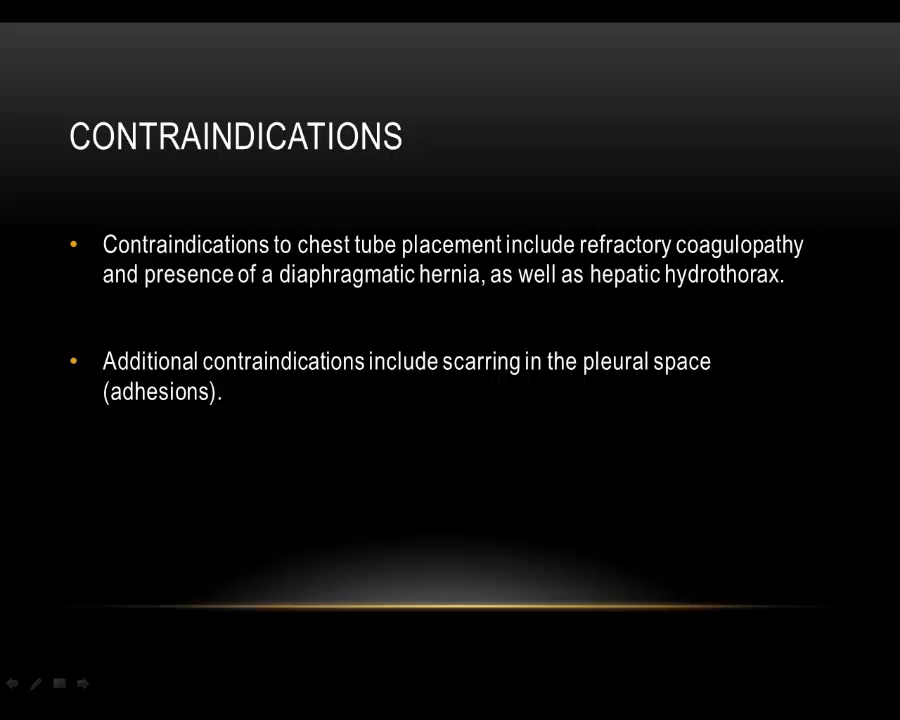 CONTRAINDICATIONS
• Contraindications to chest tube placement include refractory coagulopathy
and presence of a diaphragmatic hernia, as well as hepatic hydrothorax.
• Additional contraindications include scarring in the pleural space
(adhesions).